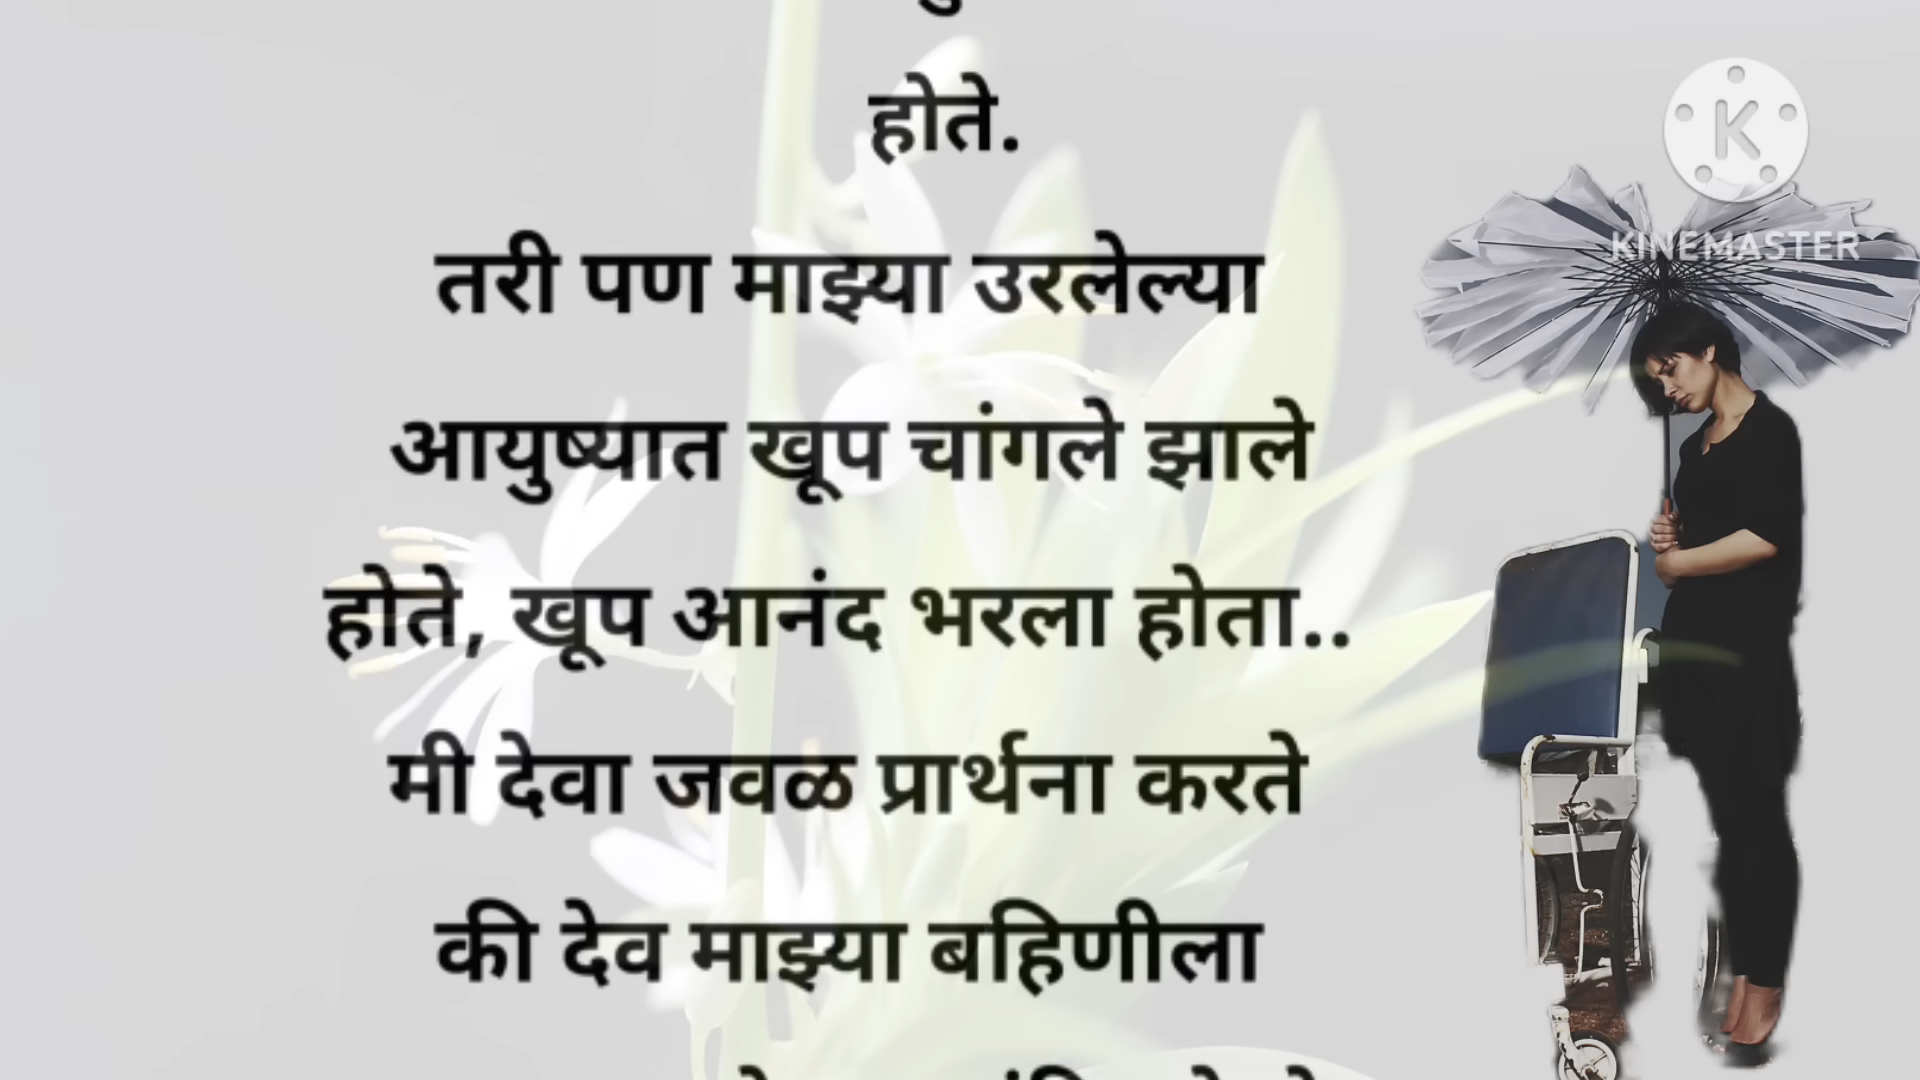 होते.
तरी पण माझ्या उरलेल्या
आयुष्यात खूप चांगले झाले
होते, खूप आनंद भरला होता..
मी देवा जवळ प्रार्थना करते
की देव माझ्या बहिणीला
K
KINEMASTER